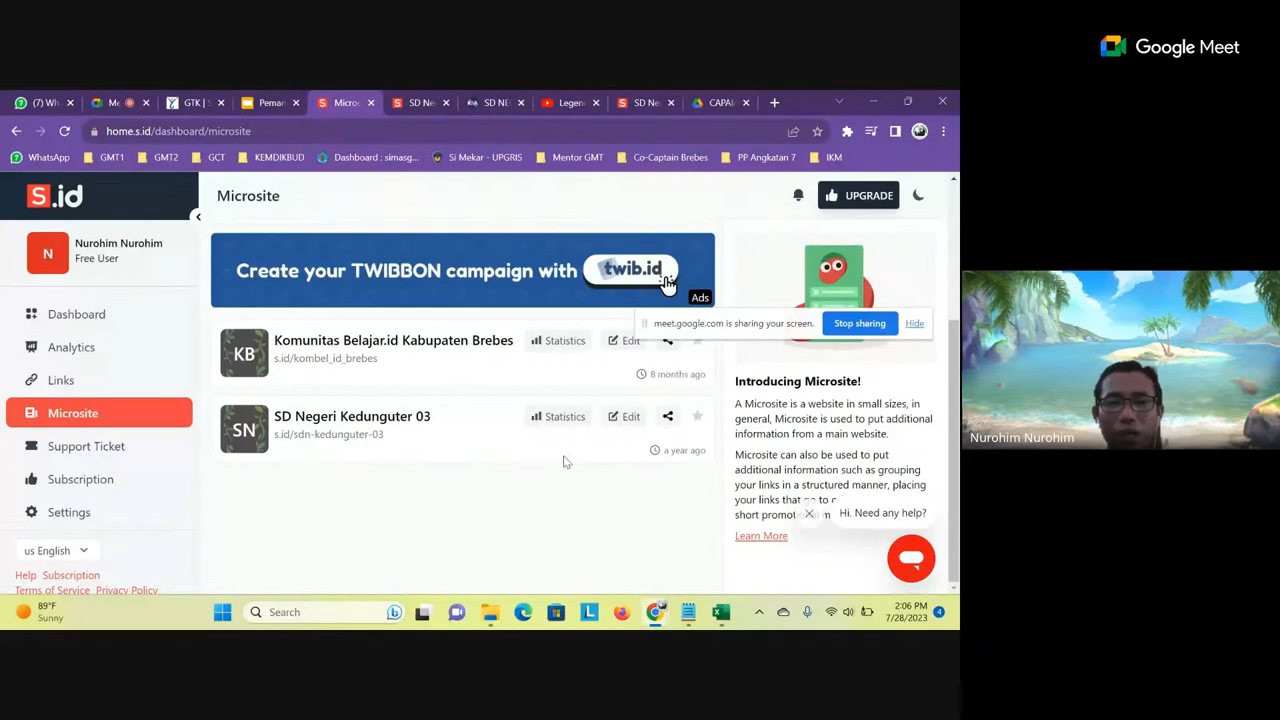 Google Meet
(7) Wh
Me
GTK | S
Pemar
Micros
SD Ne
SD NE
Legen
SD Ne
CAPAI
home.s.id/dashboard/microsite
WhatsApp
GMT1
GMT2
GCT
KEMDIKBUD
Dashboard : simasg...
Si Mekar - UPGRIS
Mentor GMT
Co-Captain Brebes
PP Angkatan 7
IKM
S.id
Microsite
UPGRADE
N
Nurohim Nurohim
Free User
Create your TWIBBON campaign with twib.id
Ads
meet.google.com is sharing your screen.
Stop sharing
Hide
Dashboard
Analytics
Links
Microsite
Support Ticket
Subscription
Settings
us English
Help Subscription
Terms of Service Privacy Policy
KB
Komunitas Belajar.id Kabupaten Brebes
s.id/kombel_id_brebes
Statistics
Edit
8 months ago
SN
SD Negeri Kedunguter 03
s.id/sdn-kedunguter-03
Statistics
Edit
a year ago
Introducing Microsite!
A Microsite is a website in small sizes, in
general, Microsite is used to put additional
information from a main website.
Microsite can also be used to put
additional information such as grouping
your links in a structured manner, placing
your links that go to
short promotional m
Hi. Need any help?
Learn More
Nurohim Nurohim
89°F
Sunny
Search
2:06 PM
7/28/2023
4